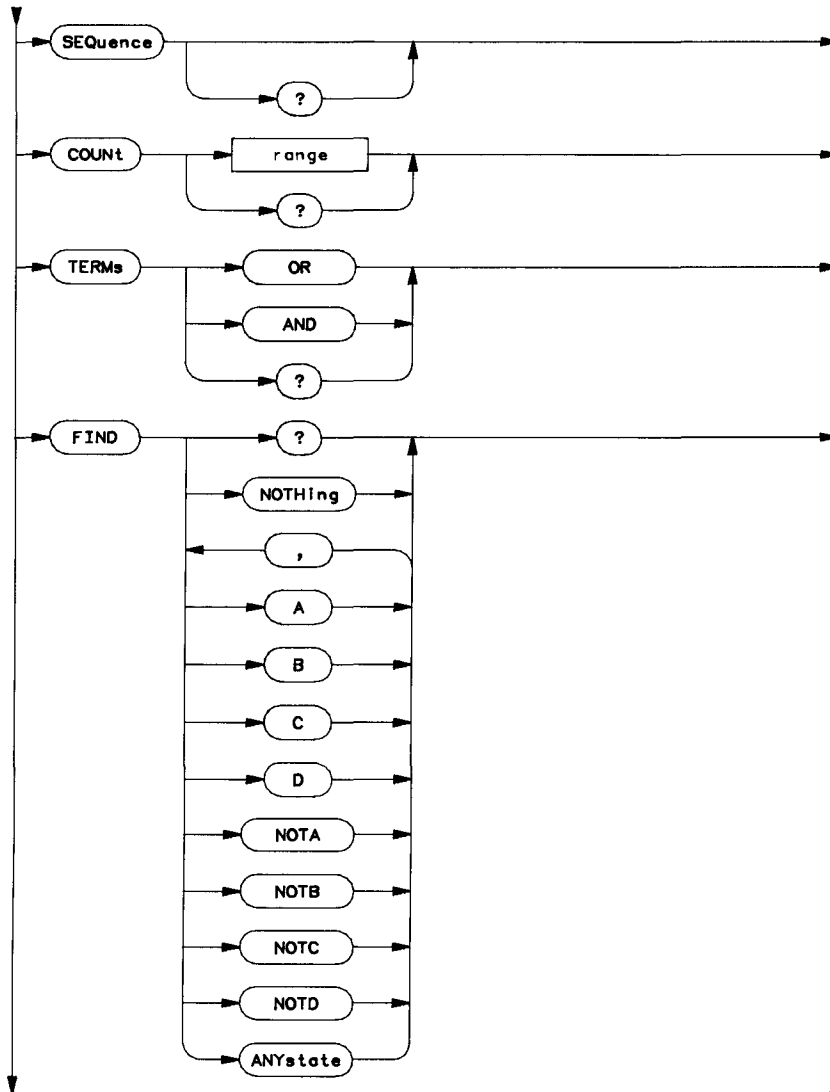 SEQuence
?
COUNt
range
?
TERMs
OR
AND
?
FIND
?
NOTHing
,
A
B
C
D
NOTA
NOTB
NOTC
NOTD
ANYstate